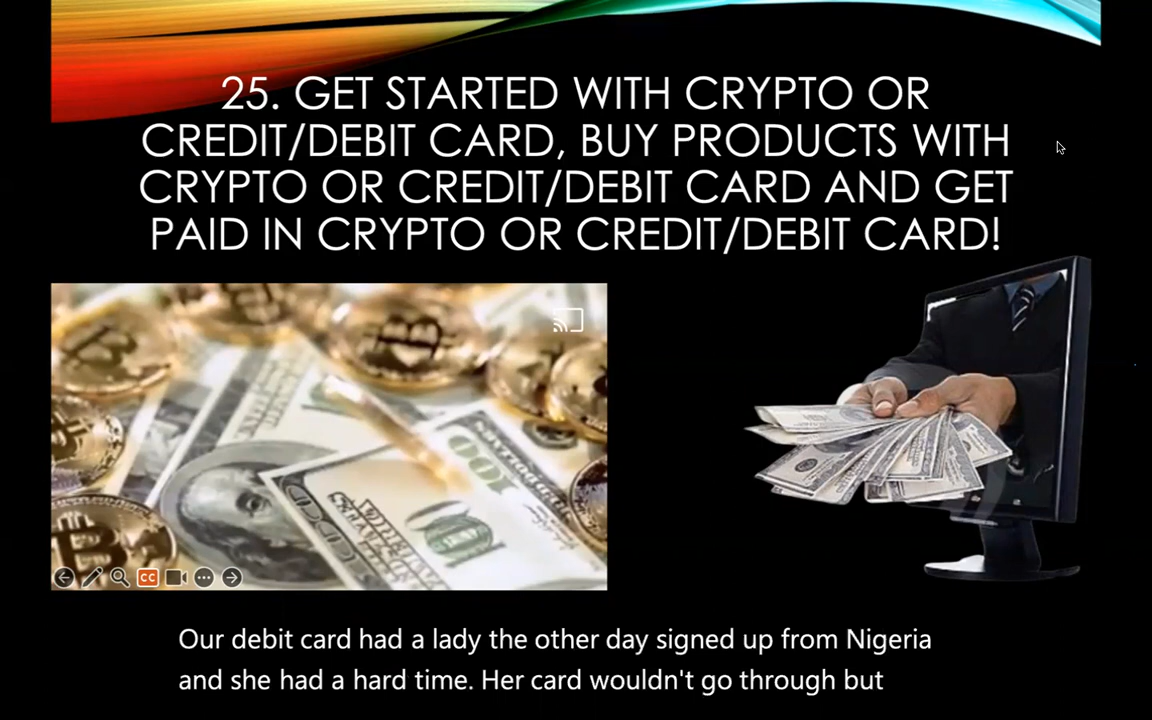 25. GET STARTED WITH CRYPTO OR
CREDIT/DEBIT CARD, BUY PRODUCTS WITH
CRYPTO OR CREDIT/DEBIT CARD AND GET
PAID IN CRYPTO OR CREDIT/DEBIT CARD!
100
CC
Our debit card had a lady the other day signed up from Nigeria
and she had a hard time. Her card wouldn't go through but